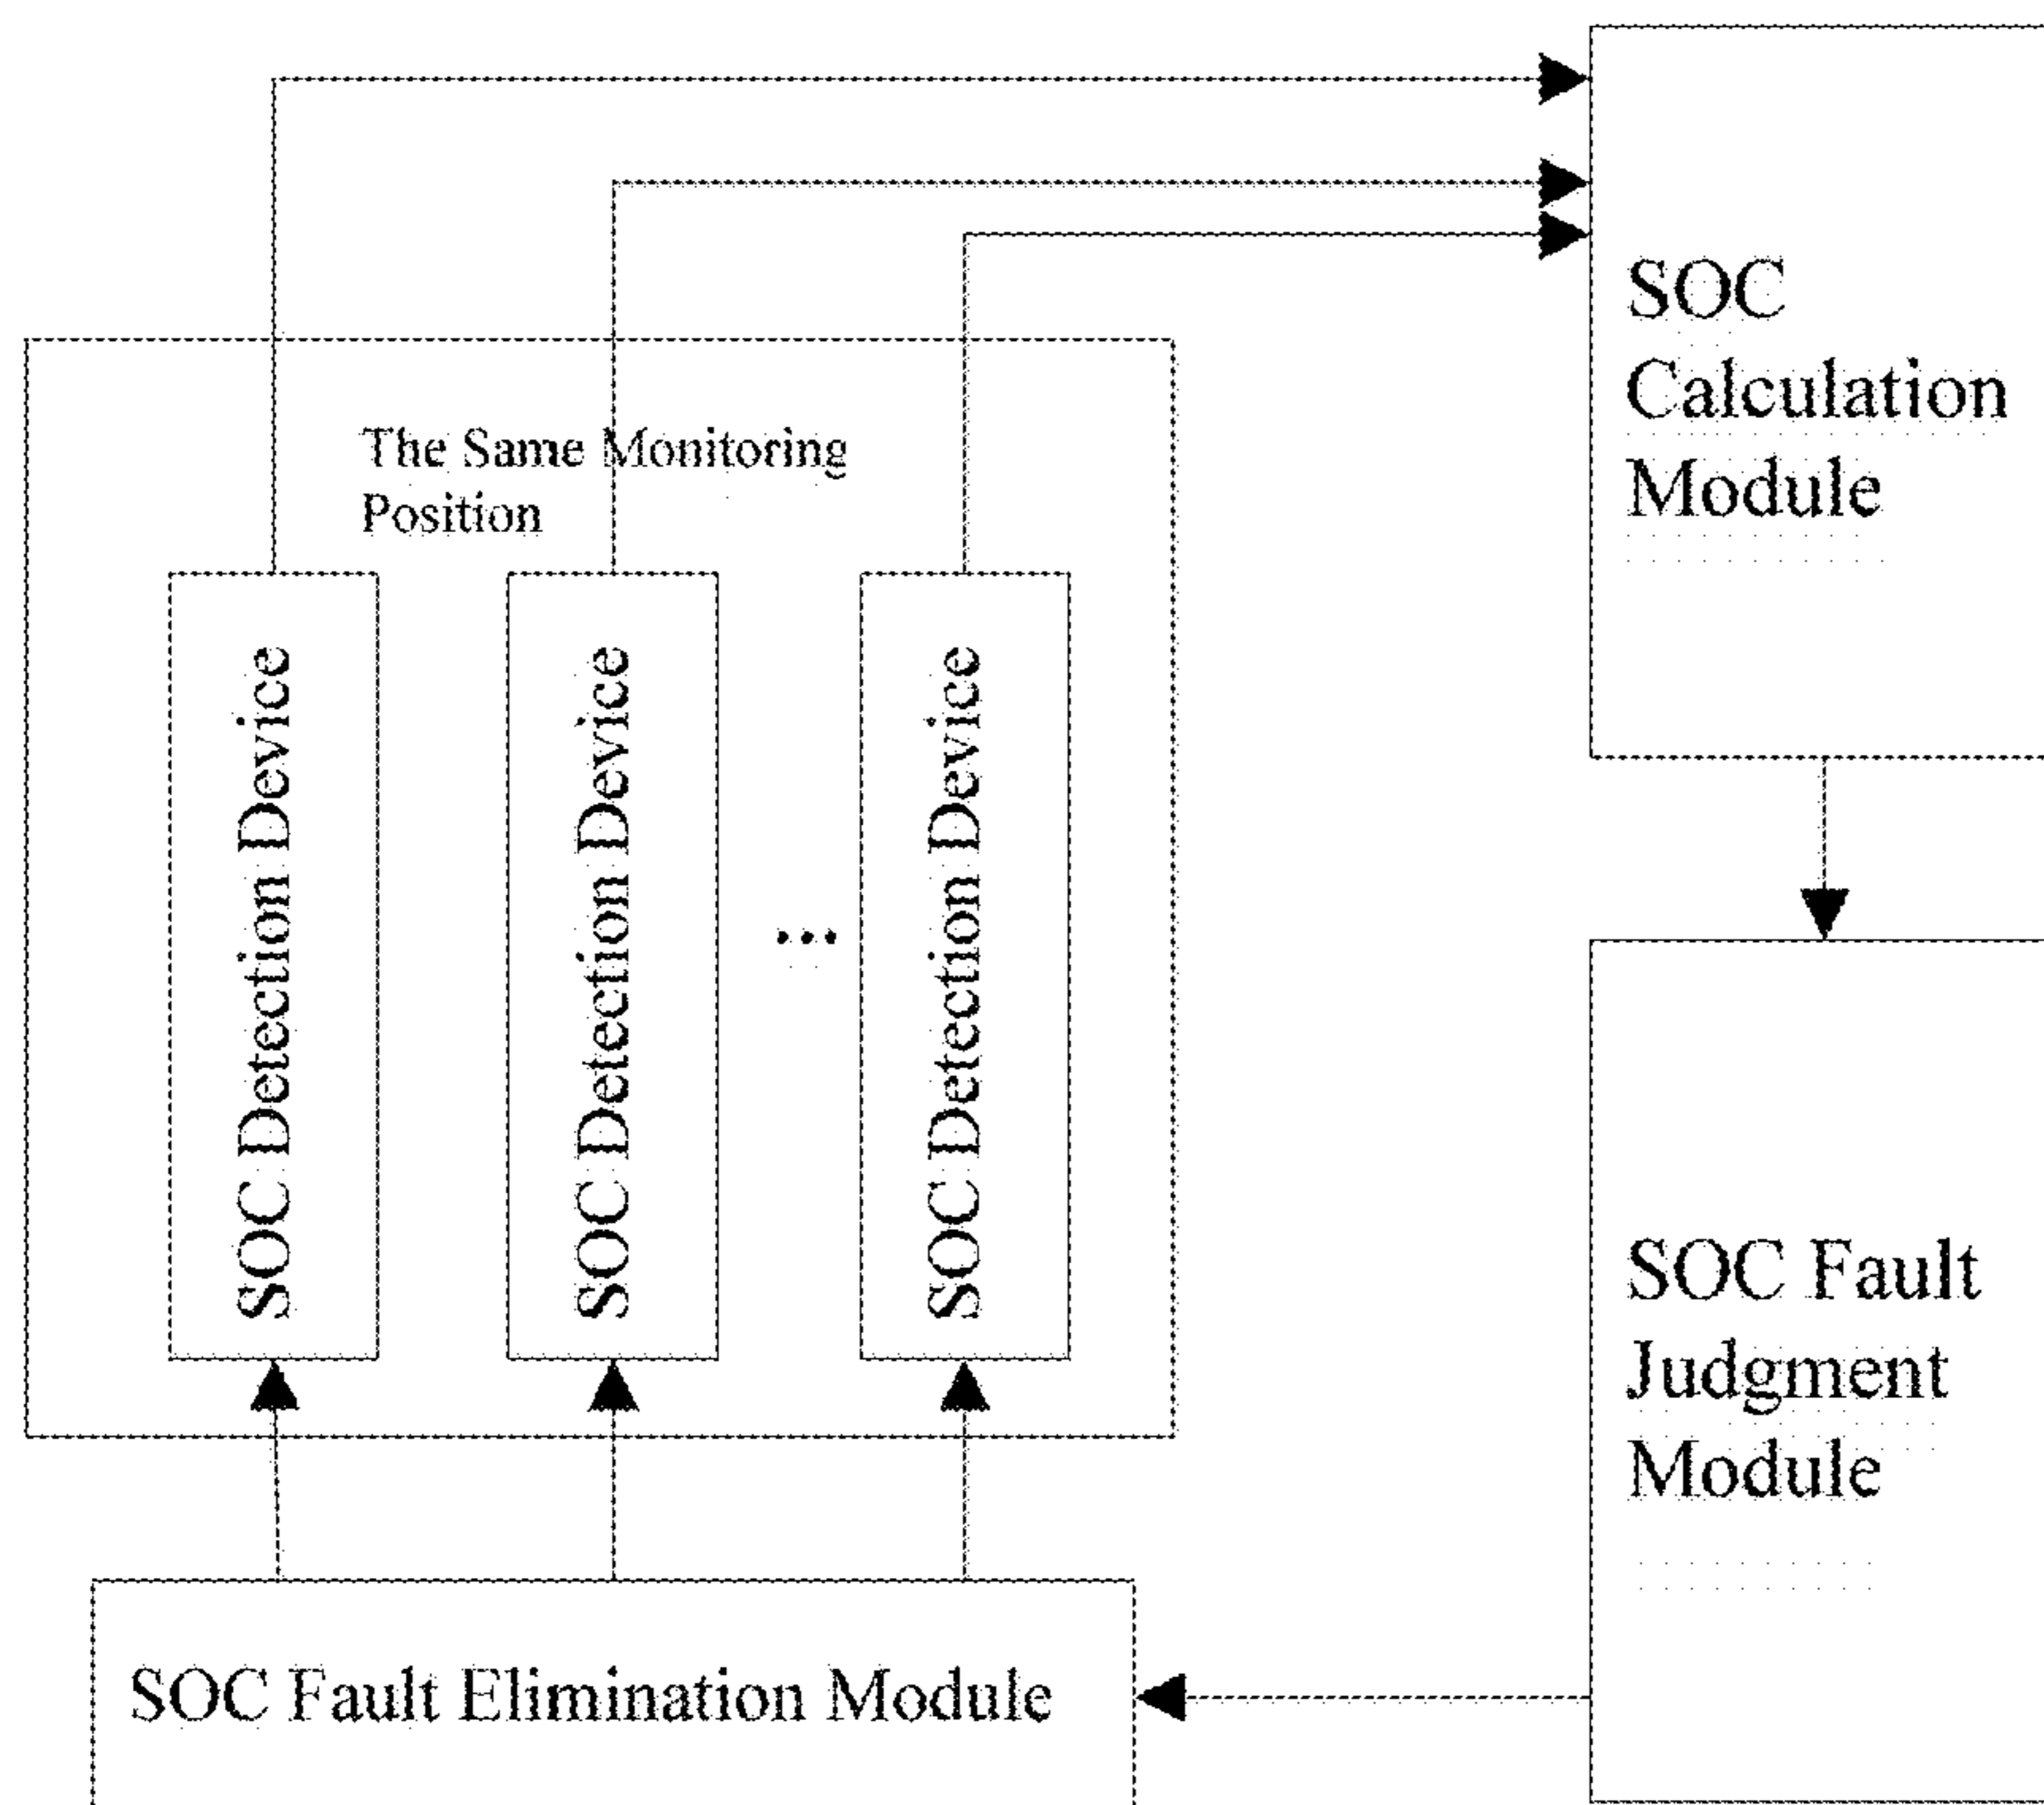 The Same Monitoring
Position
SOC Detection Device
SOC Detection Device
...
SOC Detection Device
SOC
Calculation
Module
SOC Fault
Judgment
Module
SOC Fault Elimination Module